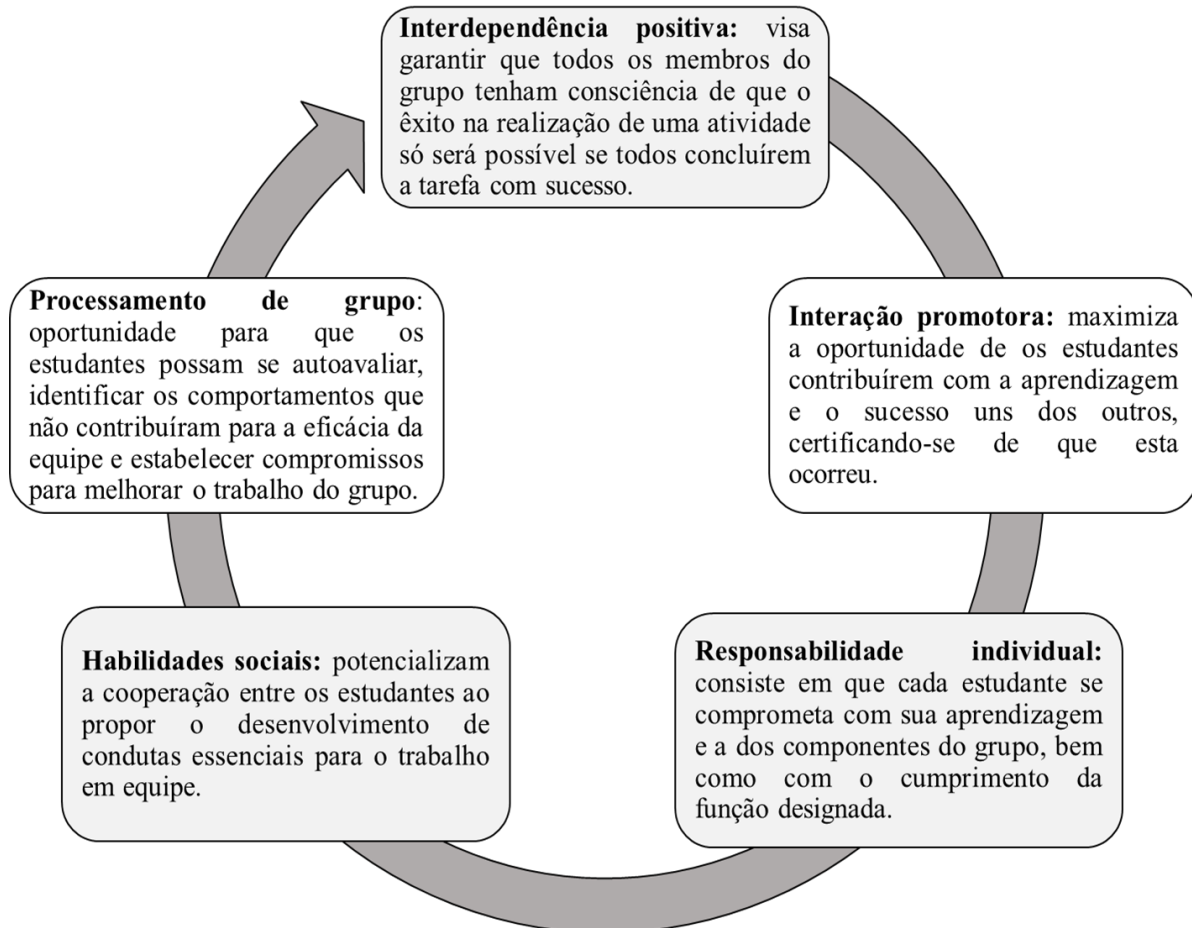 Interdependência positiva: visa
garantir que todos os membros do
grupo tenham consciência de que o
êxito na realização de uma atividade
só será possível se todos concluírem
a tarefa com sucesso.
Interação promotora: maximiza
a oportunidade de os estudantes
contribuírem com a aprendizagem
e o sucesso uns dos outros,
certificando-se de que esta
ocorreu.
Responsabilidade individual:
consiste em que cada estudante se
comprometa com sua aprendizagem
e a dos componentes do grupo, bem
como com o cumprimento da
função designada.
Habilidades sociais: potencializam
a cooperação entre os estudantes ao
propor o desenvolvimento de
condutas essenciais para o trabalho
em equipe.
Processamento de grupo:
oportunidade para que os
estudantes possam se autoavaliar,
identificar os comportamentos que
não contribuíram para a eficácia da
equipe e estabelecer compromissos
para melhorar o trabalho do grupo.